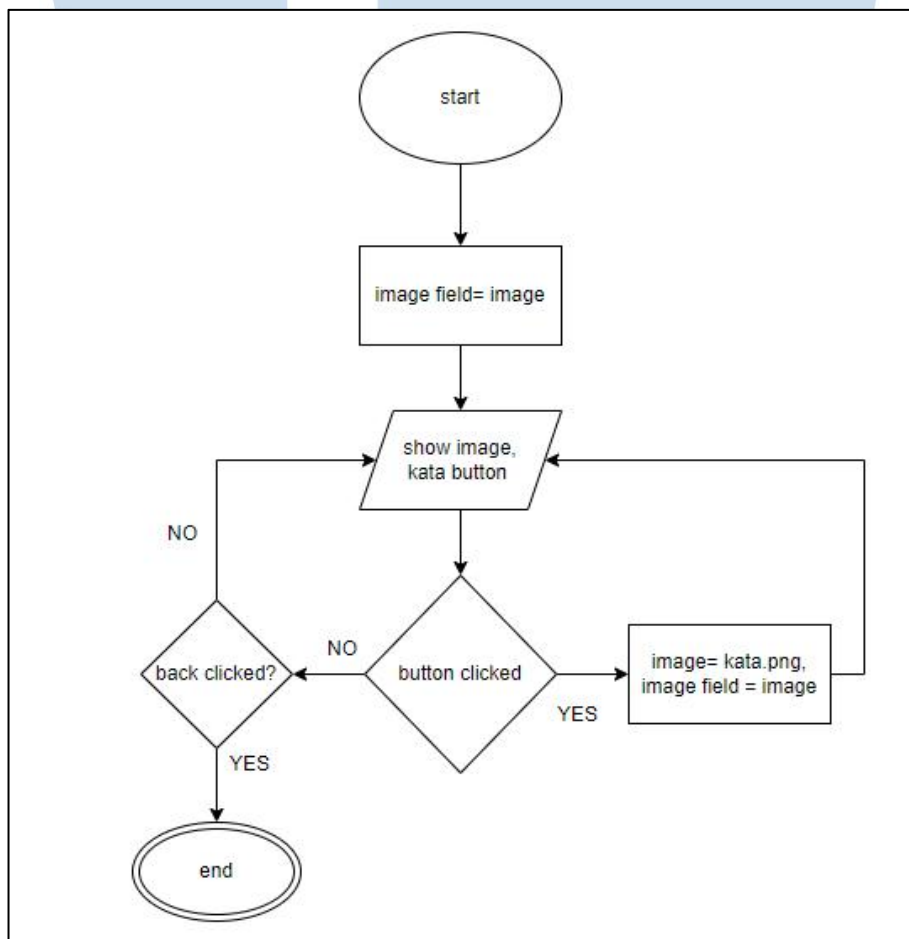 start
image field= image
show image,
kata button
NO
button clicked
YES
image= kata.png,
image field = image
NO
back clicked?
YES
end